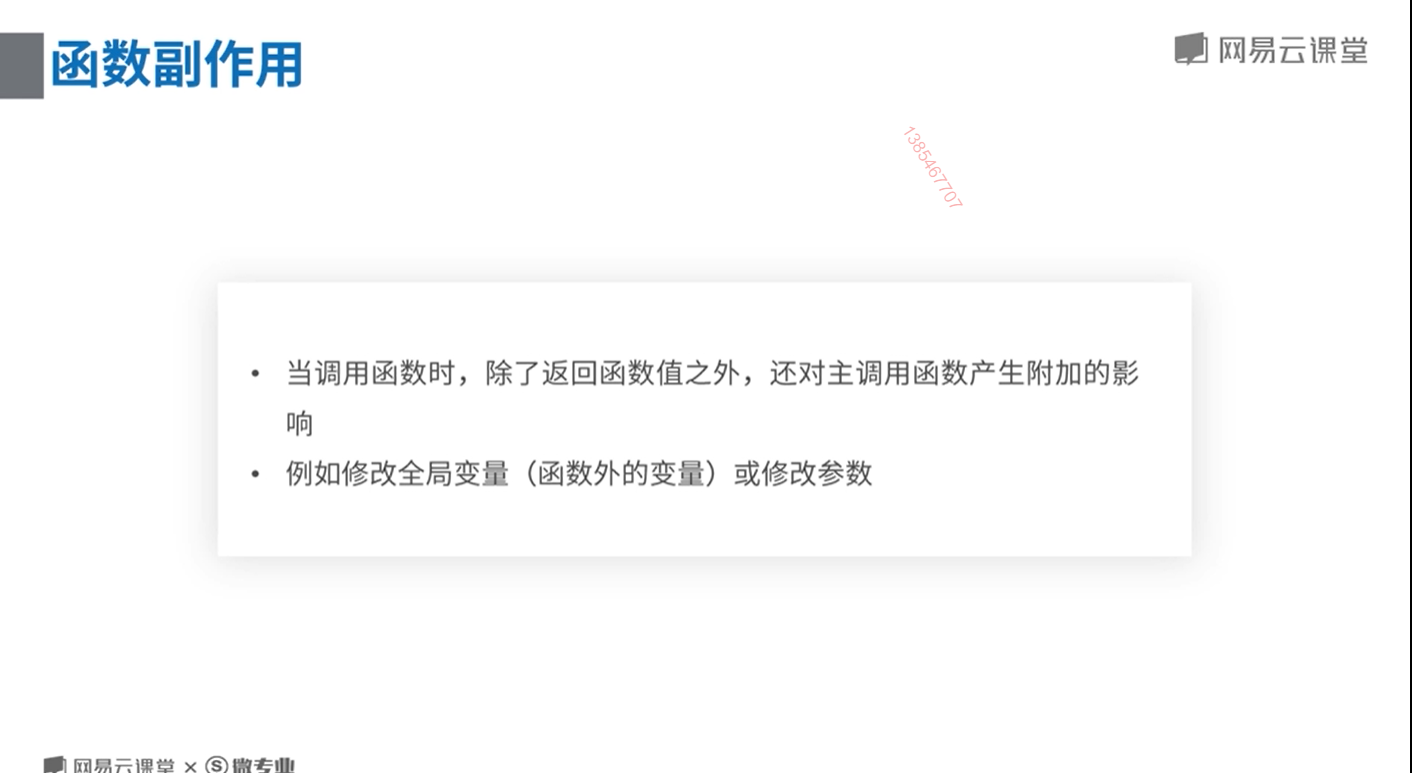 函数副作用
网易云课堂
1385467707
• 当调用函数时，除了返回函数值之外，还对主调用函数产生附加的影
响
• 例如修改全局变量（函数外的变量）或修改参数
网易云课堂 × S 微专业